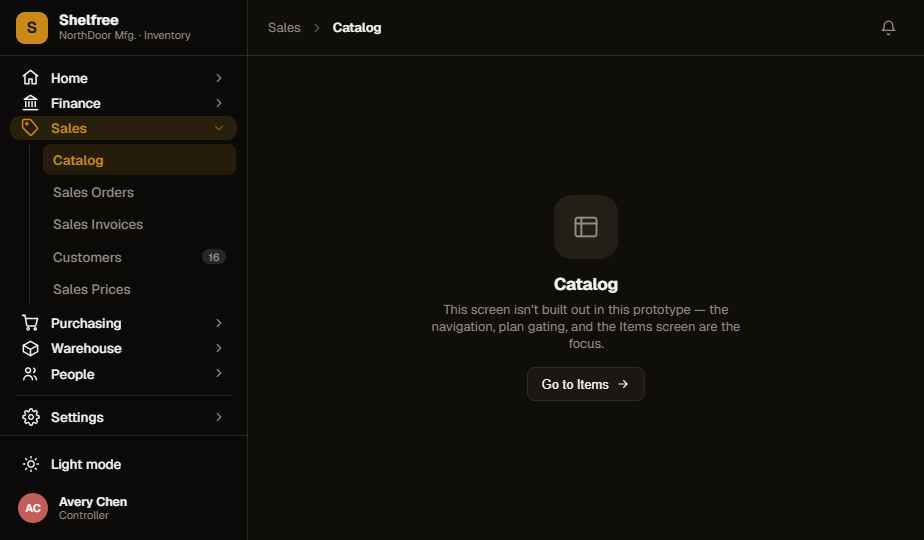 S
Shelfree
NorthDoor Mfg. · Inventory
Sales
Catalog
Home
Finance
Sales
Catalog
Sales Orders
Sales Invoices
Customers
16
Sales Prices
Purchasing
Warehouse
People
Settings
Light mode
AC
Avery Chen
Controller
Catalog
This screen isn't built out in this prototype — the
navigation, plan gating, and the Items screen are the
focus.
Go to Items